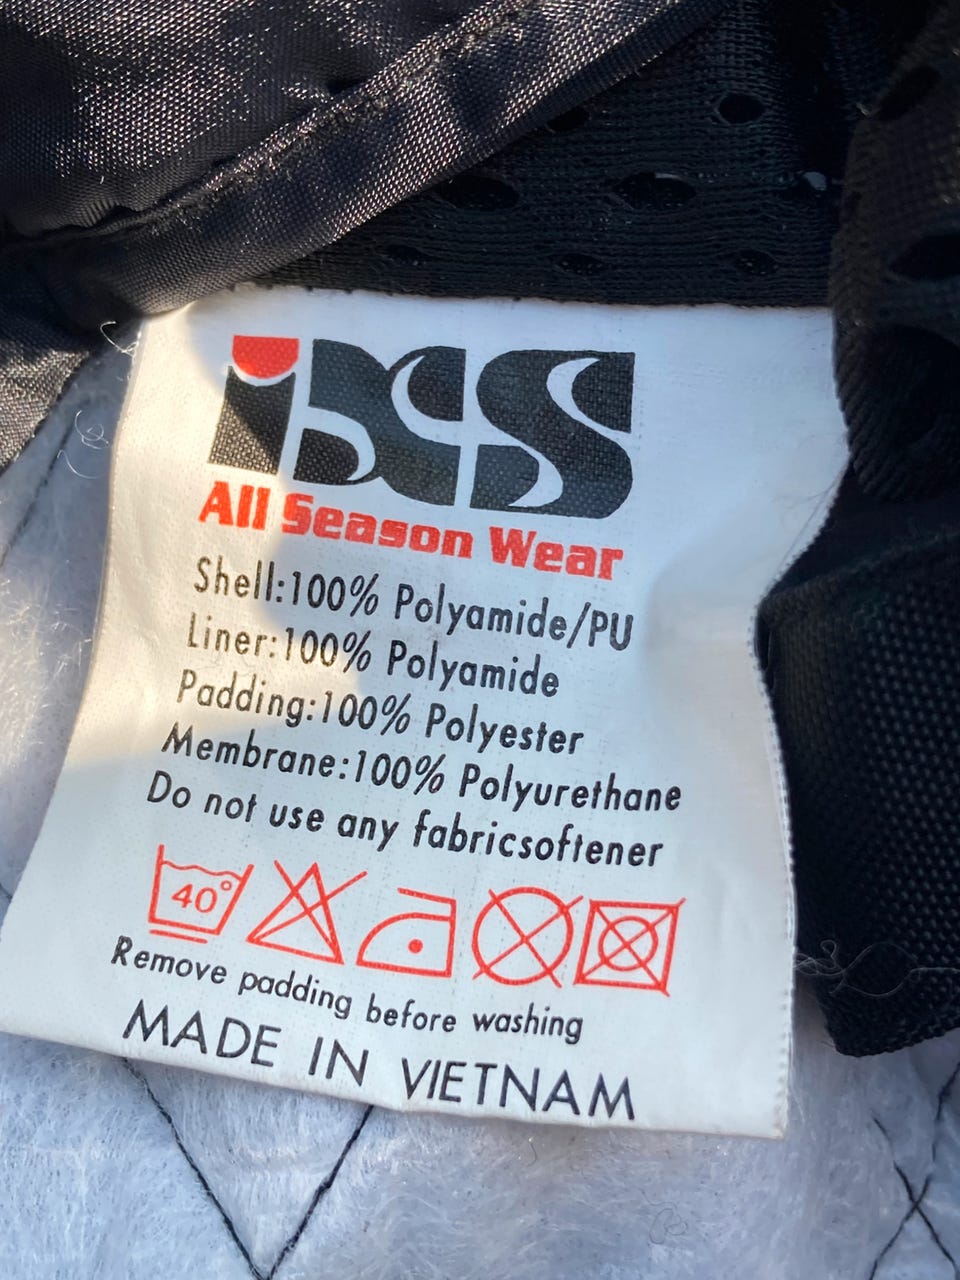 iXS
All Season Wear
Shell:100% Polyamide/PU
Liner:100% Polyamide
Padding:100% Polyester
Membrane:100% Polyurethane
Do not use any fabricsoftener
40°
Remove padding before washing
MADE IN VIETNAM